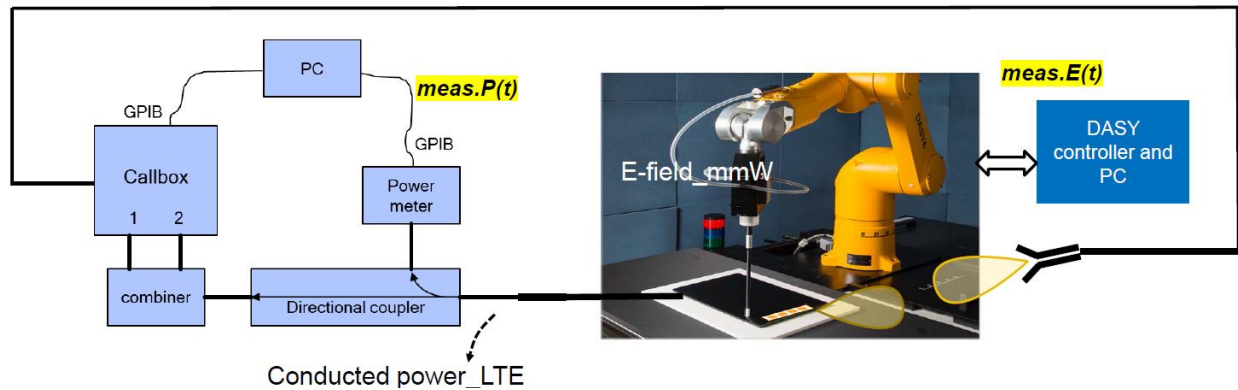 PC
meas.P(t)
meas.E(t)
GPIB
GPIB
DASY
controller and
PC
Callbox
1 2
Power
meter
E-field_mmW
combiner
Directional coupler
Conducted power_LTE